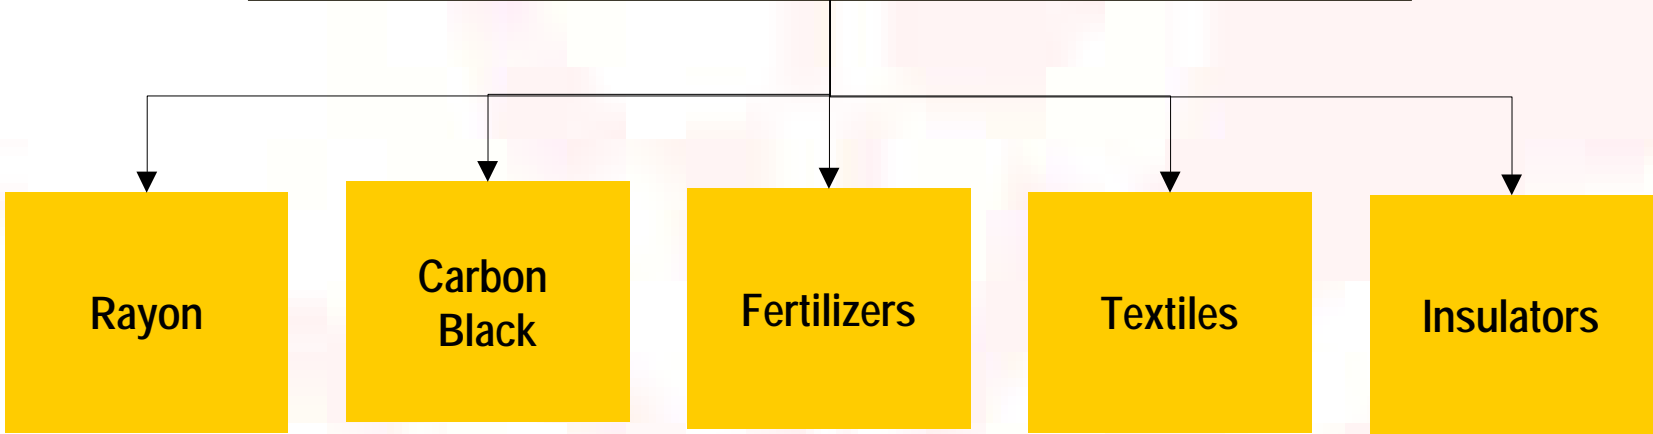 Rayon
Carbon
Black
Fertilizers
Textiles
Insulators